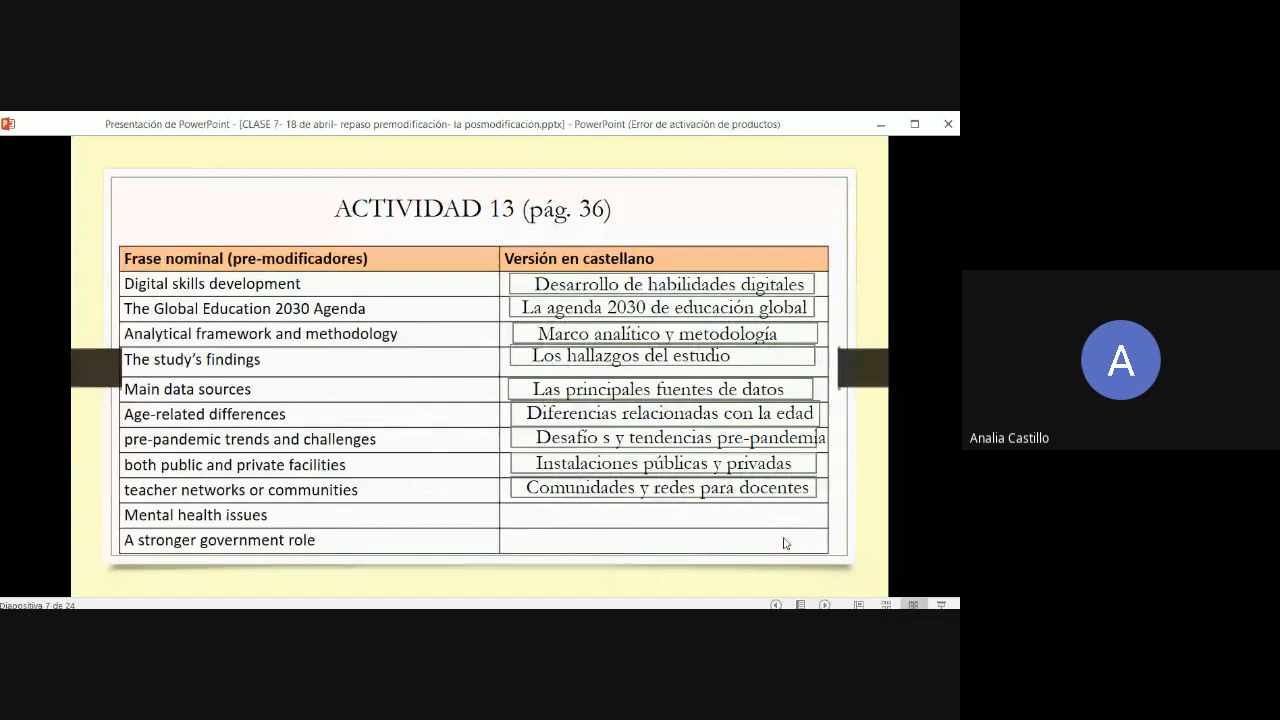 Presentación de PowerPoint - [CLASE 7- 18 de abril- repaso premodificación- la posmodificación.pptx] - PowerPoint (Error de activación de productos)
ACTIVIDAD 13 (pág. 36)
Frase nominal (pre-modificadores) Versión en castellano
Digital skills development Desarrollo de habilidades digitales
The Global Education 2030 Agenda La agenda 2030 de educación global
Analytical framework and methodology Marco analítico y metodología
The study's findings Los hallazgos del estudio
Main data sources Las principales fuentes de datos
Age-related differences Diferencias relacionadas con la edad
pre-pandemic trends and challenges Desafío s y tendencias pre-pandemía
both public and private facilities Instalaciones públicas y privadas
teacher networks or communities Comunidades y redes para docentes
Mental health issues
A stronger government role
Diapositiva 7 de 24
A
Analia Castillo